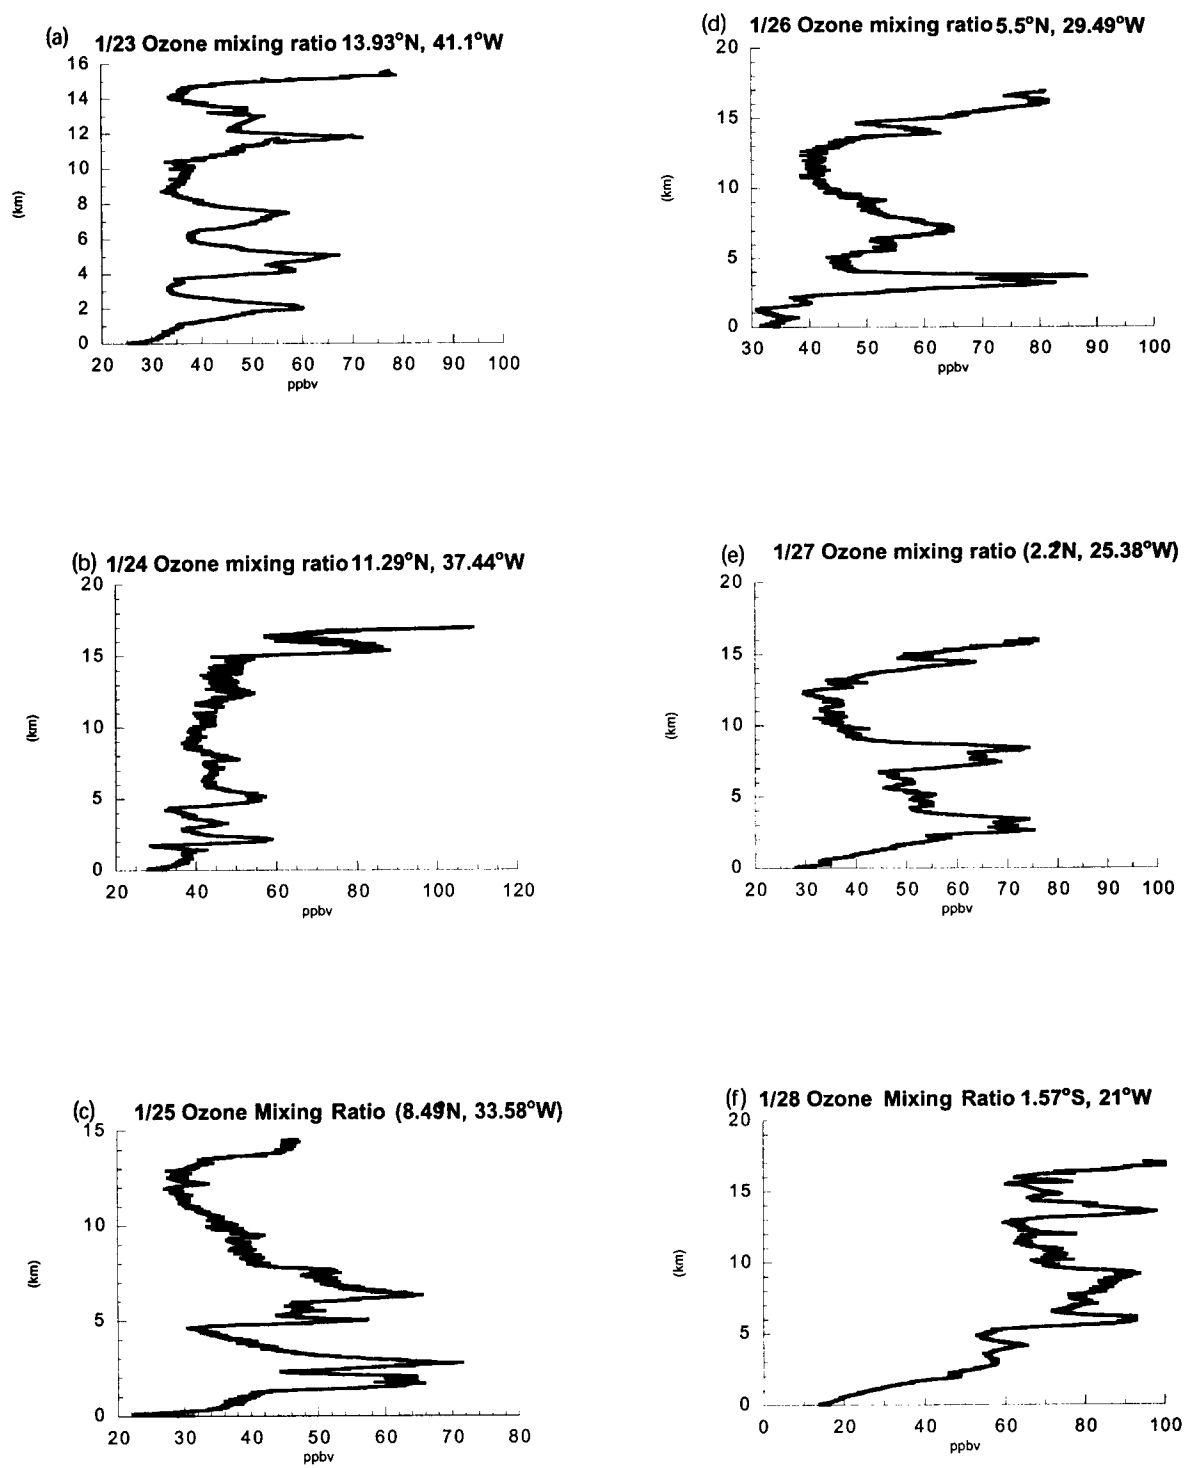 (a) 1/23 Ozone mixing ratio 13.93°N, 41.1°W
16
14
12
10
8
6
4
2
0
(km)
20 30 40 50 60 70 80 90 100
ppbv
(d) 1/26 Ozone mixing ratio 5.5°N, 29.49°W
20
15
10
5
0
(km)
30 40 50 60 70 80 90 100
ppbv
(b) 1/24 Ozone mixing ratio 11.29°N, 37.44°W
20
15
10
5
0
(km)
20 40 60 80 100 120
ppbv
(e) 1/27 Ozone mixing ratio (2.2°N, 25.38°W)
20
15
10
5
0
(km)
20 30 40 50 60 70 80 90 100
ppbv
(c) 1/25 Ozone Mixing Ratio (8.49°N, 33.58°W)
15
10
5
0
(km)
20 30 40 50 60 70 80
ppbv
(f) 1/28 Ozone Mixing Ratio 1.57°S, 21°W
20
15
10
5
0
(km)
0 20 40 60 80 100
ppbv